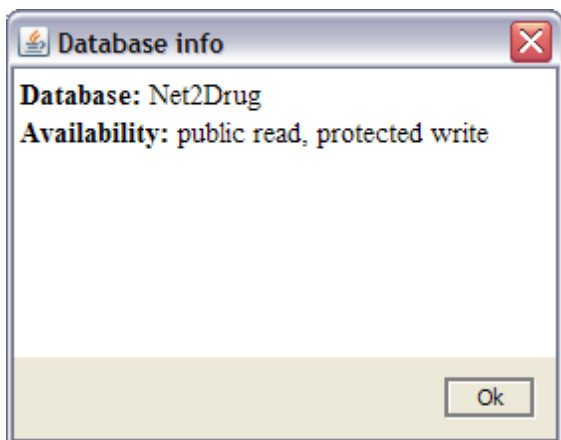 Database info
Database: Net2Drug
Availability: public read, protected write
Ok